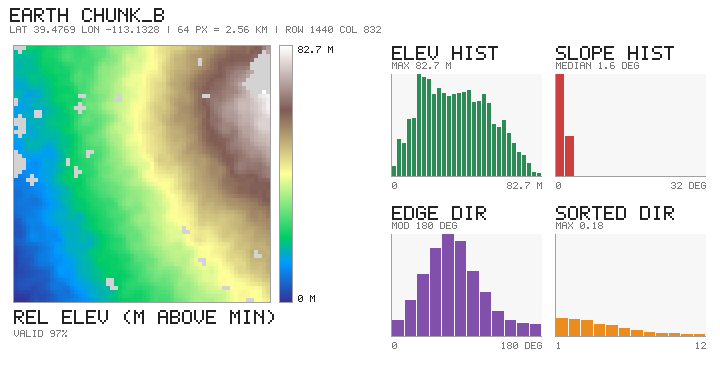 EARTH CHUNK_B
LAT 39.4769 LON -113.1328 | 64 PX = 2.56 KM | ROW 1440 COL 832
82.7 M
0 M
REL ELEV (M ABOVE MIN)
VALID 97%
ELEV HIST
MAX 82.7 M
0 82.7 M
SLOPE HIST
MEDIAN 1.6 DEG
0 32 DEG
EDGE DIR
MOD 180 DEG
0 180 DEG
SORTED DIR
MAX 0.18
1 12